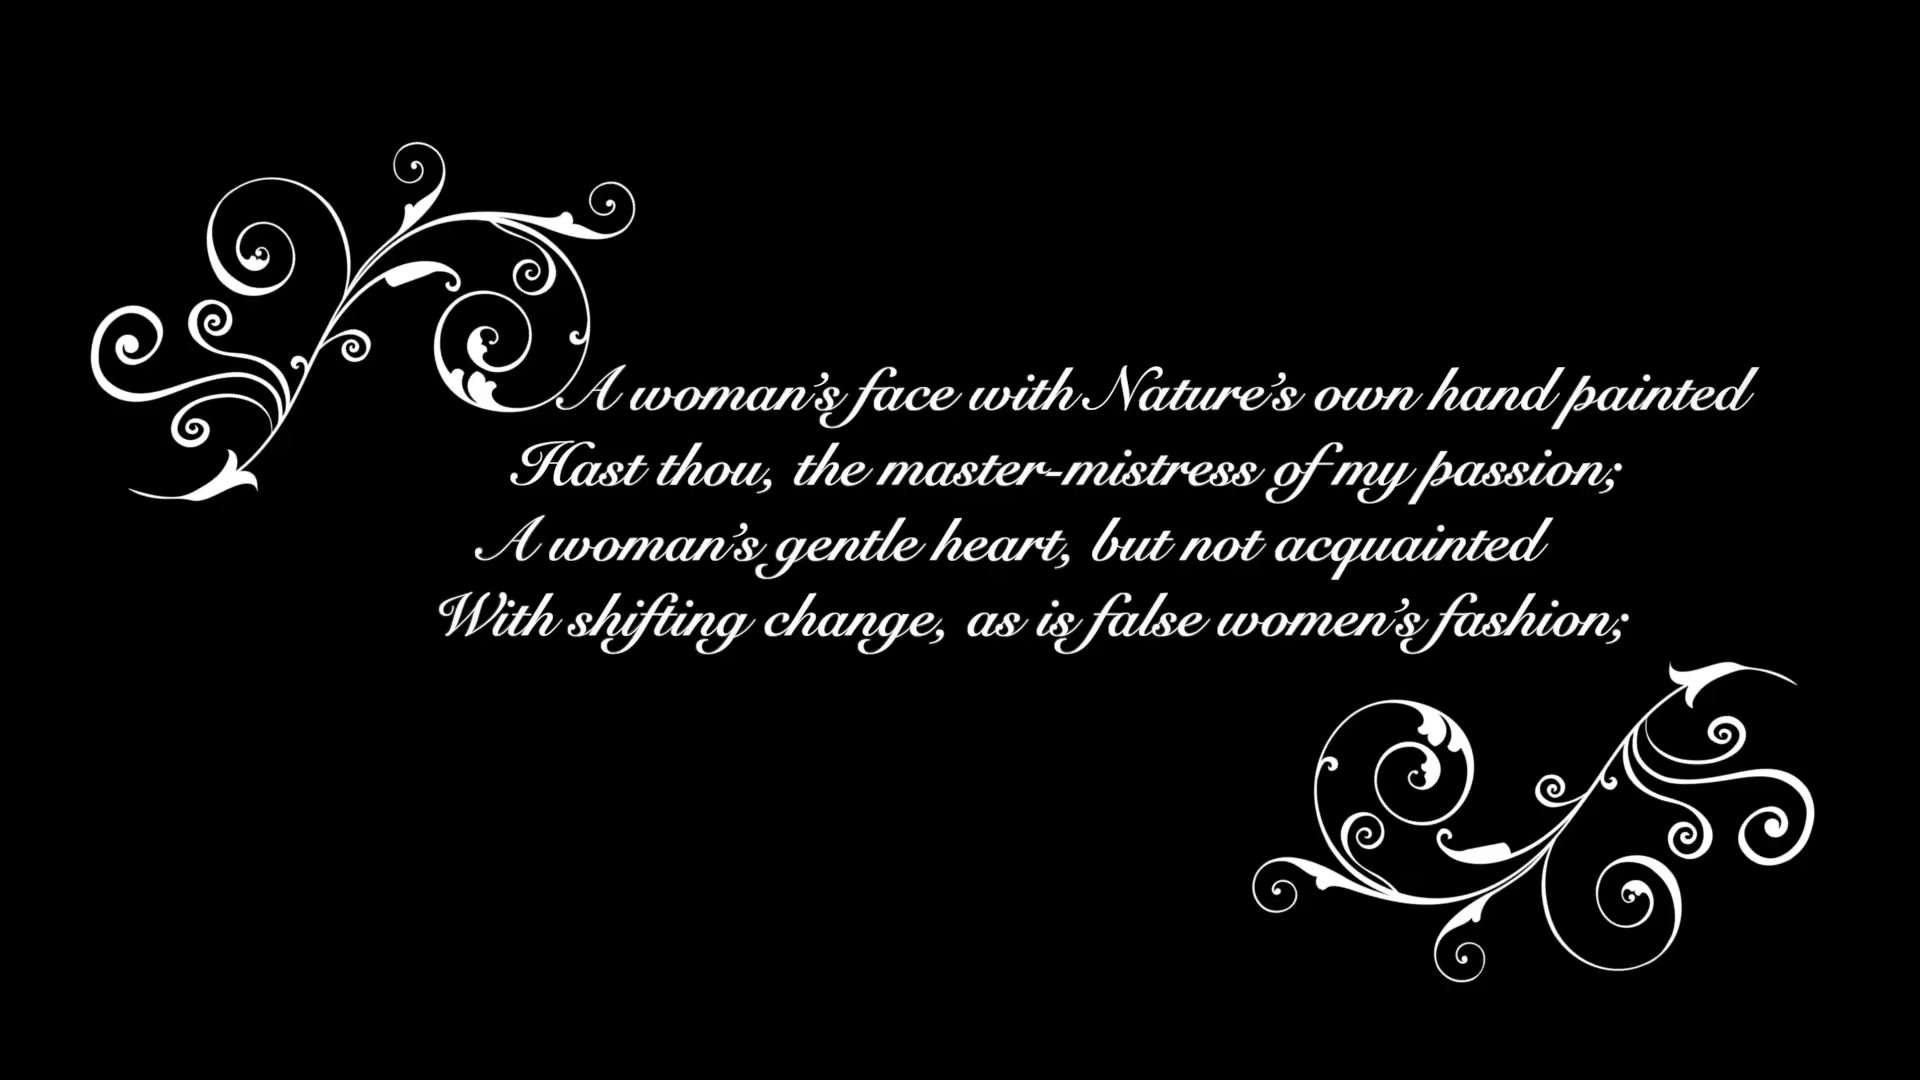 A woman's face with Nature's own hand painted
Hast thou, the master-mistress of my passion;
A woman's gentle heart, but not acquainted
With shifting change, as is false women's fashion;